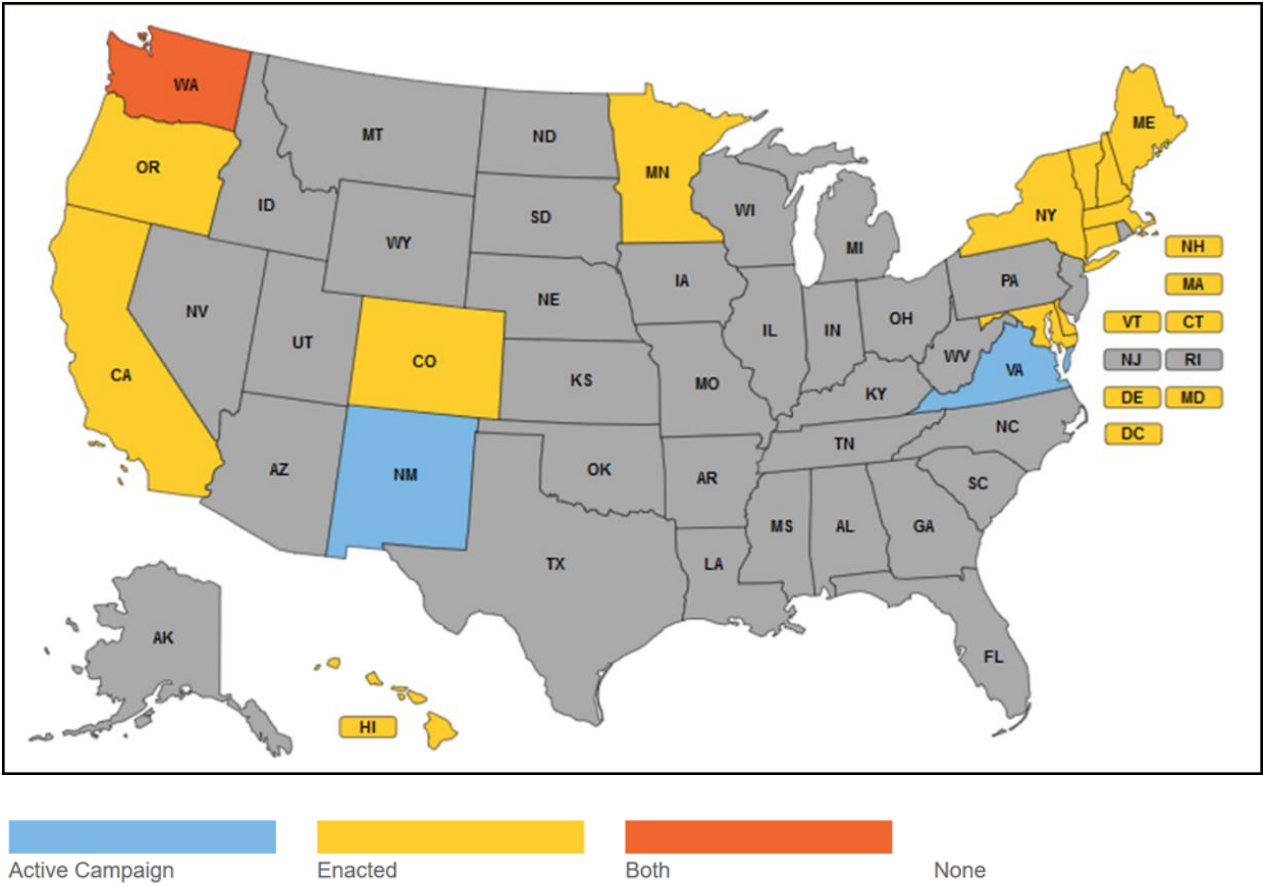 WA
ME
MT
ND
OR
MN
ID
SD
WI
NY
WY
MI
NH
IA
PA
MA
NE
NV
IL
IN
OH
VT CT
UT
CO
WV
NJ RI
CA
VA
KS
MO
KY
DE MD
NC
DC
TN
AZ
NM
OK
AR
SC
MS
AL
GA
TX
LA
AK
FL
HI
Active Campaign
Enacted
Both
None